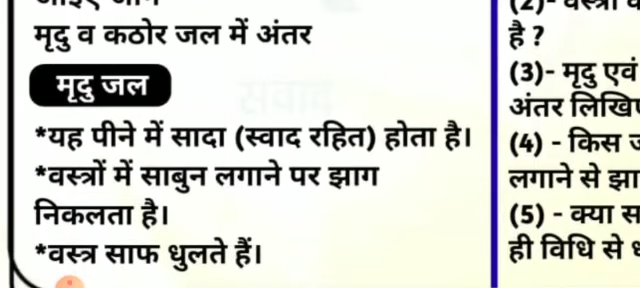 मृदु व कठोर जल में अंतर
मृदु जल
*यह पीने में सादा (स्वाद रहित) होता है।
*वस्त्रों में साबुन लगाने पर झाग
निकलता है।
*वस्त्र साफ धुलते हैं।
है ?
(3)- मृदु एवं
अंतर
(4) - किस
लगाने से
(5) - क्या
ही विधि से